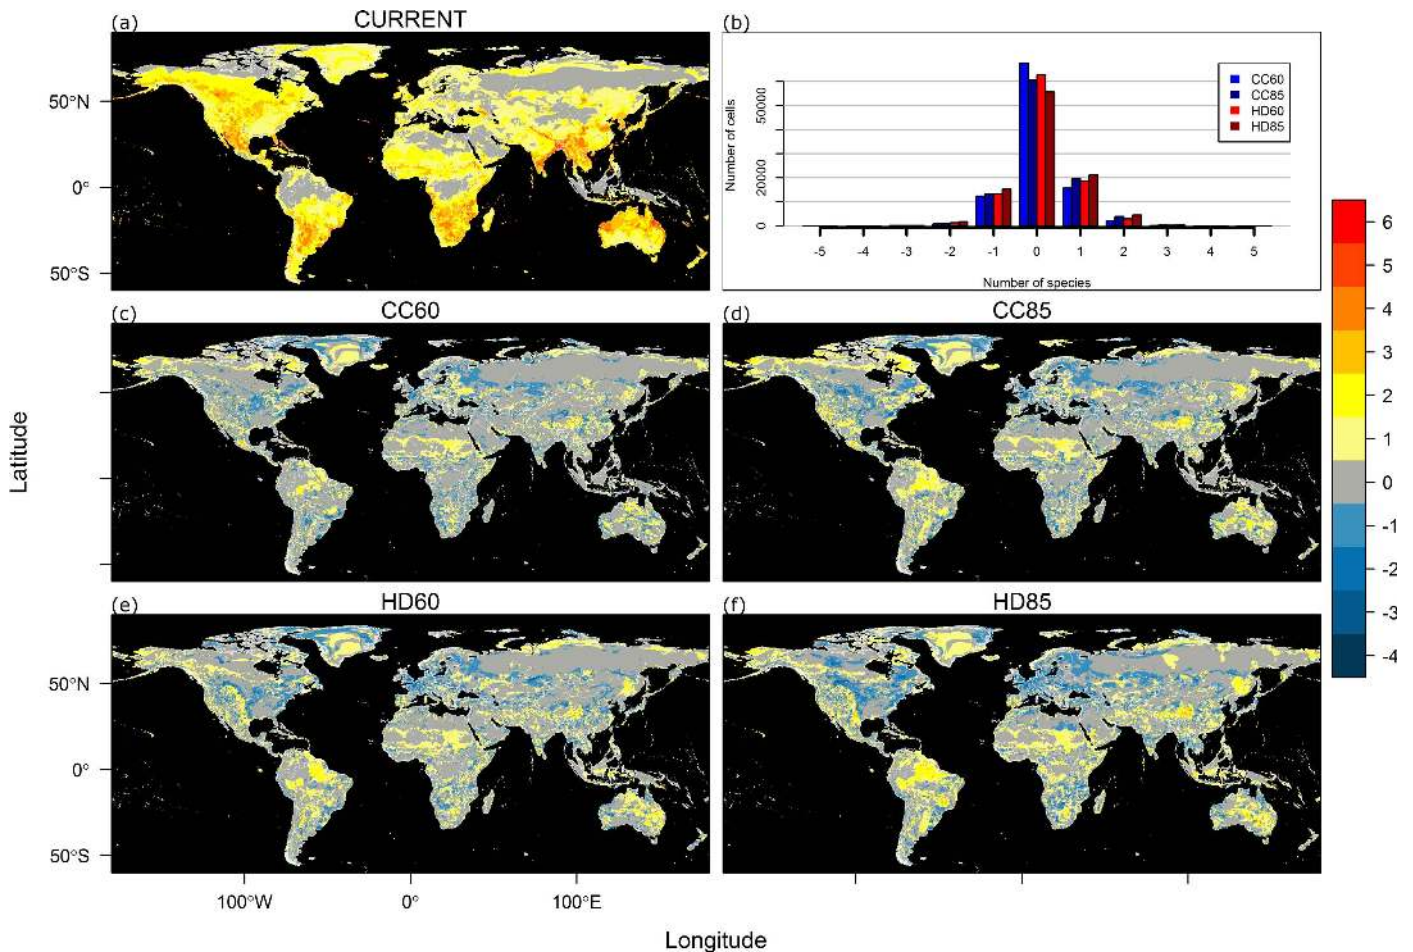 (a)
CURRENT
50°N
0°
50°S
(b)
Number of cells
50000
20000
0
CC60
CC85
HD60
HD85
-5 -4 -3 -2 -1 0 1 2 3 4 5
Number of species
(c)
CC60
(d)
CC85
6
5
4
3
2
1
0
-1
-2
-3
-4
Latitude
(e)
HD60
50°N
0°
50°S
100°W 0° 100°E
(f)
HD85
Longitude